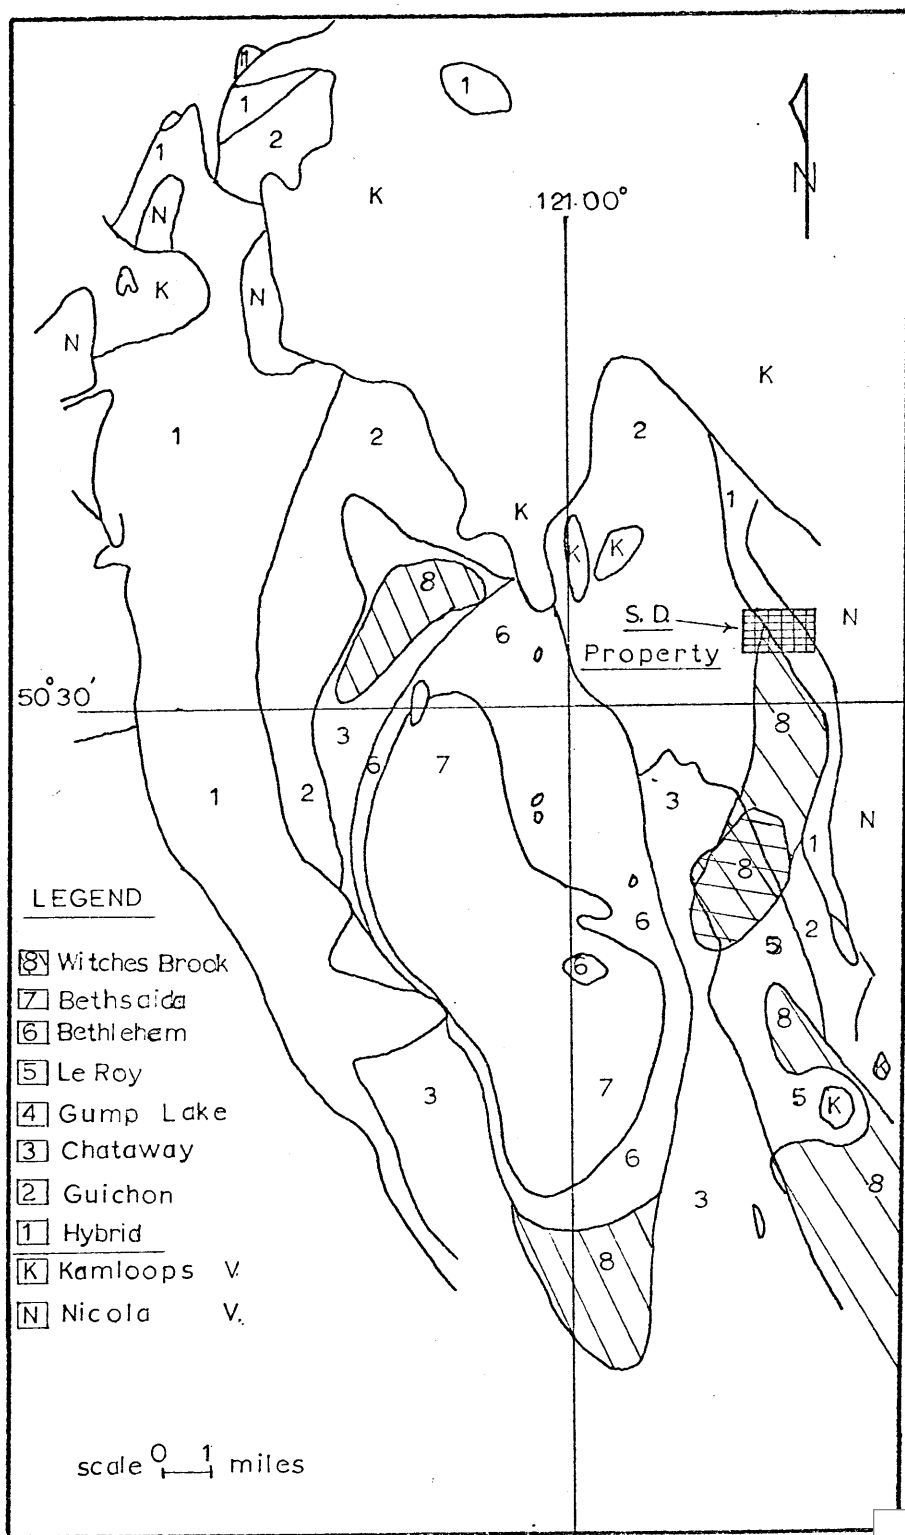 1
1
1
2
1
N
K
121.00°
N
K
N
N
K
1
2
2
K
1
K
K
K
8
6
S. D.
Property
N
50°30'
8
3
6
7
3
1
2
N
1
8
LEGEND
6
2
5
8 Witches Brook
6
7 Bethsaida
6 Bethlehem
8
5 Le Roy
K
7
5
K
3
4 Gump Lake
3 Chataway
6
8
2 Guichon
3
1 Hybrid
8
K Kamloops V.
N Nicola V.
scale 0 1 miles